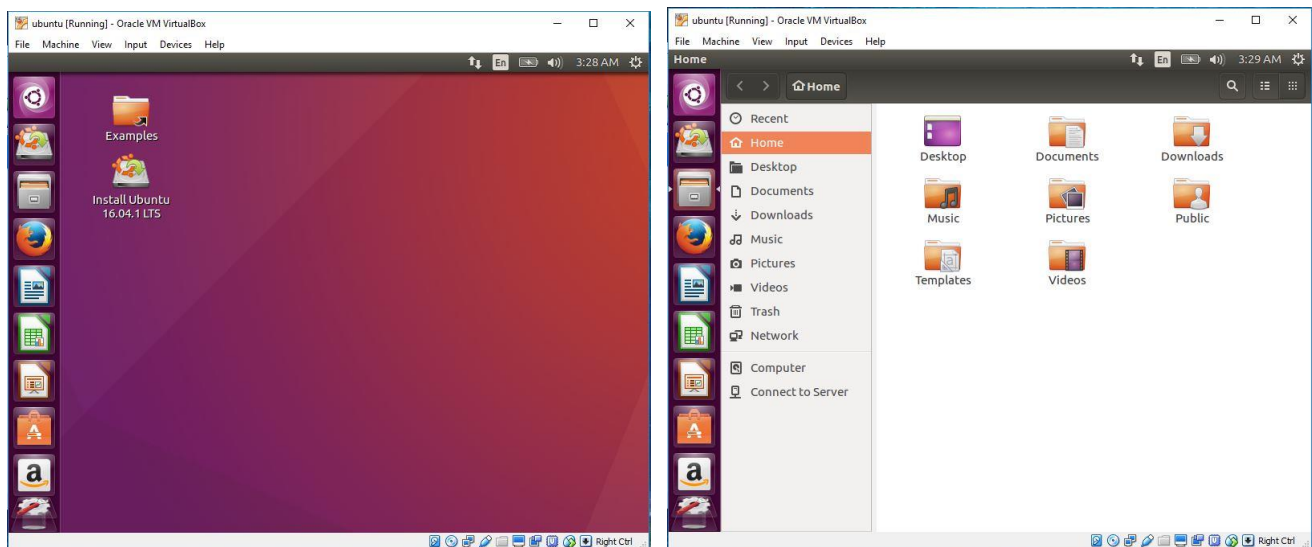 ubuntu [Running] - Oracle VM VirtualBox
File Machine View Input Devices Help
En 3:28 AM
Examples
Install Ubuntu
16.04.1 LTS
A
a
Right Ctrl
ubuntu [Running] - Oracle VM VirtualBox
File Machine View Input Devices Help
Home En 3:29 AM
Home
Recent
Home
Desktop
Documents
Downloads
Music
Pictures
Videos
Trash
Network
Computer
Connect to Server
Desktop Documents Downloads
Music Pictures Public
Templates Videos
A
a
Right Ctrl